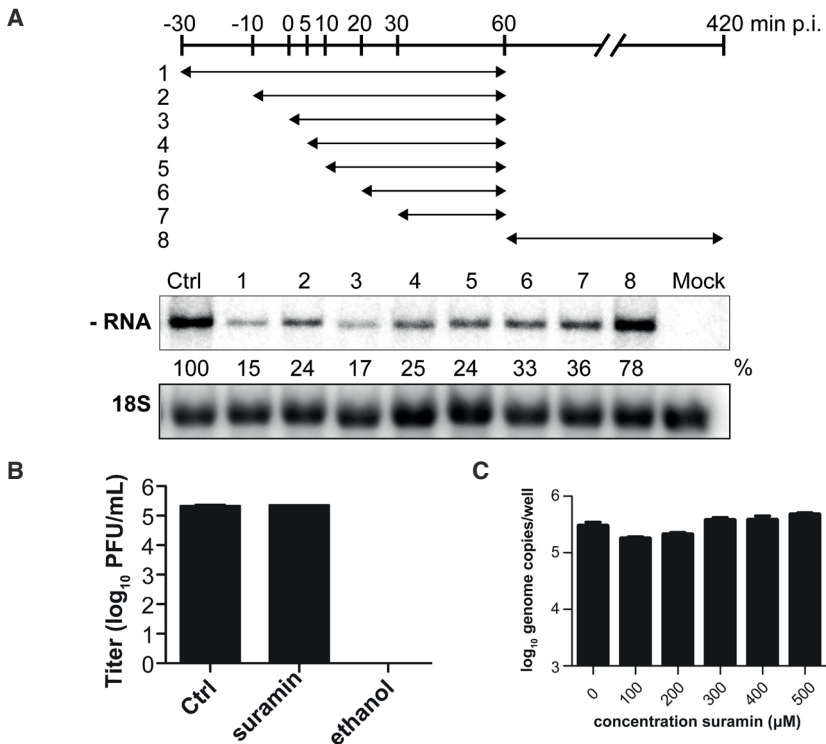 A
-30 -10 0 5 10 20 30 60 420 min p.i.
1
2
3
4
5
6
7
8
Ctrl 1 2 3 4 5 6 7 8 Mock
- RNA
100 15 24 17 25 24 33 36 78 %
18S
B
Titer (log10 PFU/mL)
6
5
4
3
2
1
0
Ctrl
suramin
ethanol
C
log10 genome copies/well
6
5
4
3
0 100 200 300 400 500
concentration suramin (µM)